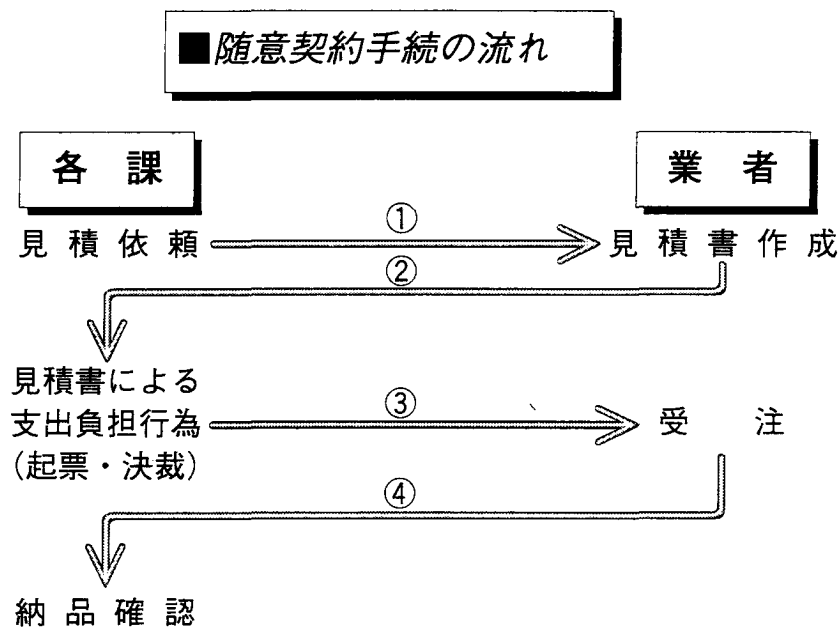 ■随意契約手続の流れ
各課
業者
①
見積依頼
見積書作成
②
見積書による
支出負担行為
(起票・決裁)
③
受注
④
納品確認